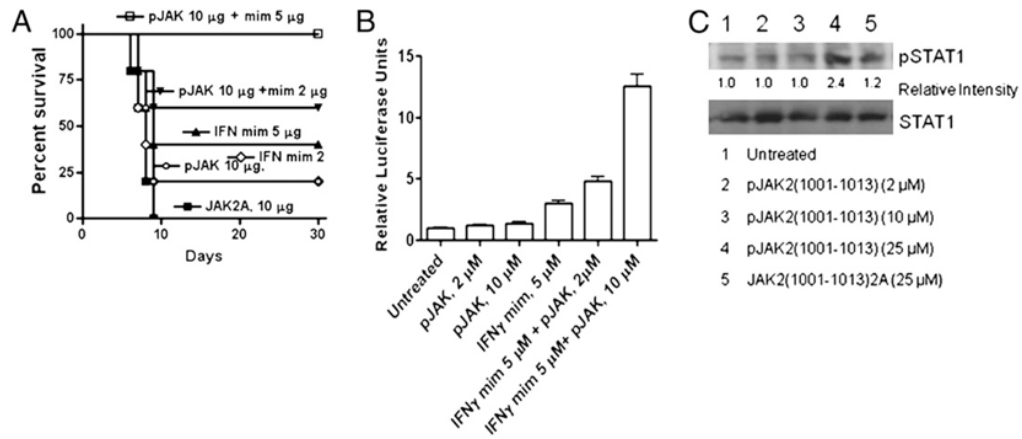 A
pJAK 10 µg + mim 5 µg
100
75
50
25
0
Percent survival
pJAK 10 µg +mim 2 µg
IFN mim 5 µg
IFN mim 2
pJAK 10 µg.
JAK2A, 10 µg
0 10 20 30
Days
B
Relative Luciferase Units
15
10
5
0
Untreated
pJAK, 2 µM
pJAK, 10 µM
IFNγ mim, 5 µM
IFNγ mim 5 µM + pJAK, 2µM
IFNγ mim 5 µM+ pJAK, 10 µM
C
1 2 3 4 5
pSTAT1
1.0 1.0 1.0 2.4 1.2 Relative Intensity
STAT1
1 Untreated
2 pJAK2(1001-1013)(2 µM)
3 pJAK2(1001-1013)(10 µM)
4 pJAK2(1001-1013)(25 µM)
5 JAK2(1001-1013)2A(25 µM)